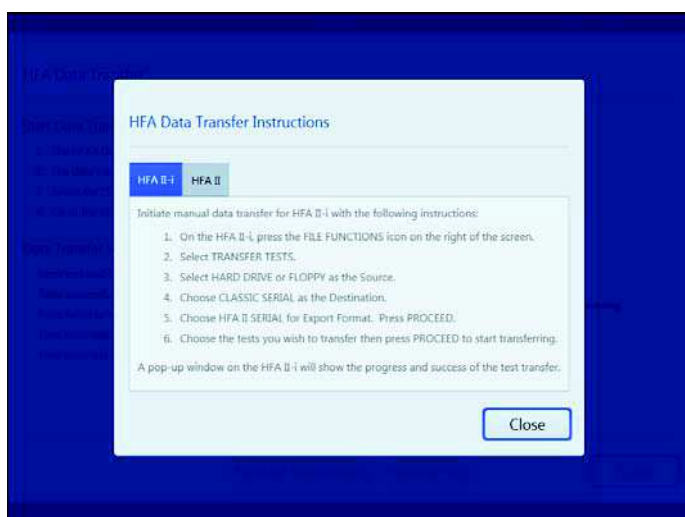 HFA Data Transfer
HFA Data Transfer Instructions
HFA II-i HFA II
Initiate manual data transfer for HFA II-i with the following instructions:
1. On the HFA II-i, press the FILE FUNCTIONS icon on the right of the screen.
2. Select TRANSFER TESTS.
3. Select HARD DRIVE or FLOPPY as the Source.
4. Choose CLASSIC SERIAL as the Destination.
5. Choose HFA II SERIAL for Export Format. Press PROCEED.
6. Choose the tests you wish to transfer then press PROCEED to start transferring.
A pop-up window on the HFA II-i will show the progress and success of the test transfer.
Close